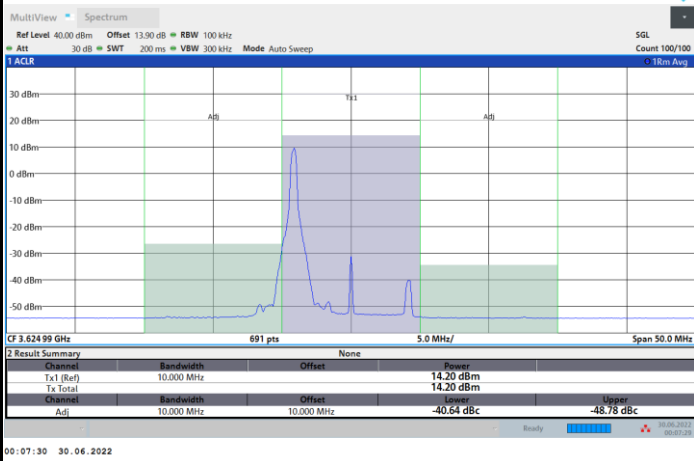 MultiView Spectrum
Ref Level 40.00 dBm Offset 13.90 dB RBW 100 kHz SGL
Att 30 dB SWT 200 ms VBW 300 kHz Mode Auto Sweep Count 100/100
1 ACLR 1Rm Avg
Tx1
Adj Adj
30 dBm
20 dBm
10 dBm
0 dBm
-10 dBm
-20 dBm
-30 dBm
-40 dBm
-50 dBm
CF 3.624 99 GHz 691 pts 5.0 MHz/ Span 50.0 MHz
2 Result Summary None
Channel Bandwidth Offset Power
Tx1 (Ref) 10.000 MHz 14.20 dBm
Tx Total 14.20 dBm
Channel Bandwidth Offset Lower Upper
Adj 10.000 MHz 10.000 MHz -40.64 dBc -48.78 dBc
Ready 30.06.2022
00:07:29
00:07:30 30.06.2022